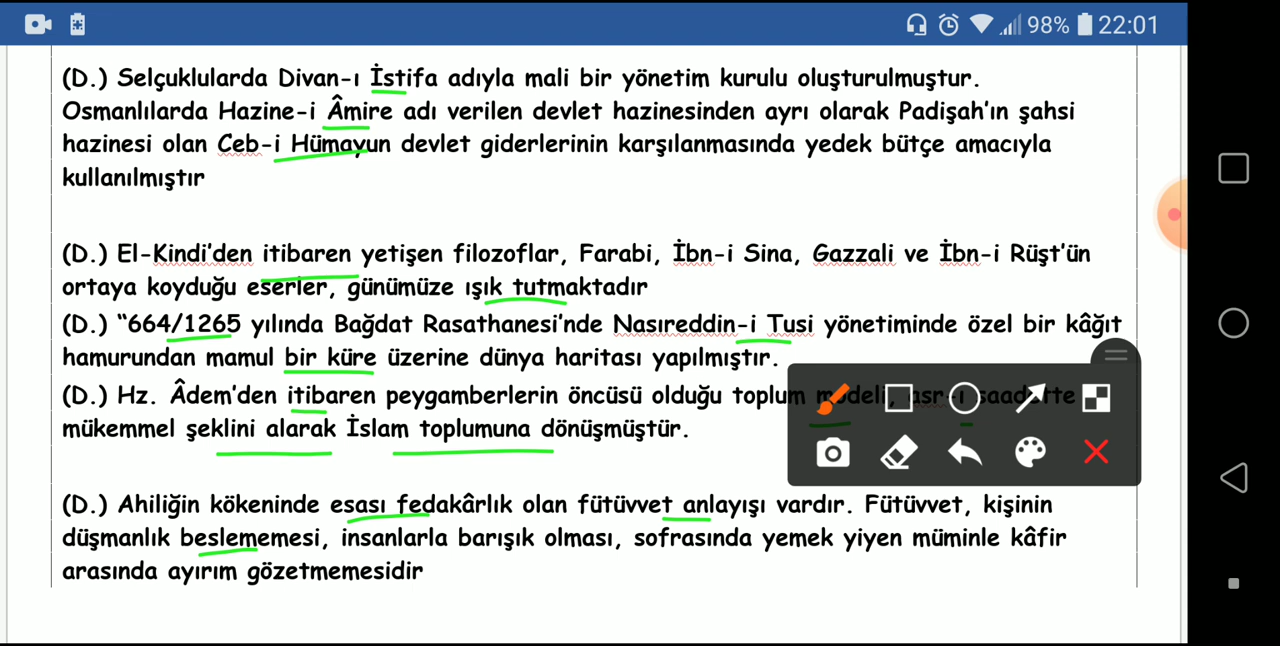 98% 22:01
(D.) Selçuklularda Divan-ı İstifa adıyla mali bir yönetim kurulu oluşturulmuştur.
Osmanlılarda Hazine-i Âmire adı verilen devlet hazinesinden ayrı olarak Padişah'ın şahsi
hazinesi olan Ceb-i Hümayun devlet giderlerinin karşılanmasında yedek bütçe amacıyla
kullanılmıştır
(D.) El-Kindi'den itibaren yetişen filozoflar, Farabi, İbn-i Sina, Gazzali ve İbn-i Rüşt'ün
ortaya koyduğu eserler, günümüze ışık tutmaktadır
(D.) “664/1265 yılında Bağdat Rasathanesi'nde Nasıreddin-i Tusi yönetiminde özel bir kâğıt
hamurundan mamul bir küre üzerine dünya haritası yapılmıştır.
(D.) Hz. Âdem'den itibaren peygamberlerin öncüsü olduğu toplum modeli, asr-ı saadette
mükemmel şeklini alarak İslam toplumuna dönüşmüştür.
(D.) Ahiliğin kökeninde esası fedakârlık olan fütüvvet anlayışı vardır. Fütüvvet, kişinin
düşmanlık beslememesi, insanlarla barışık olması, sofrasında yemek yiyen müminle kâfir
arasında ayırım gözetmemesidir